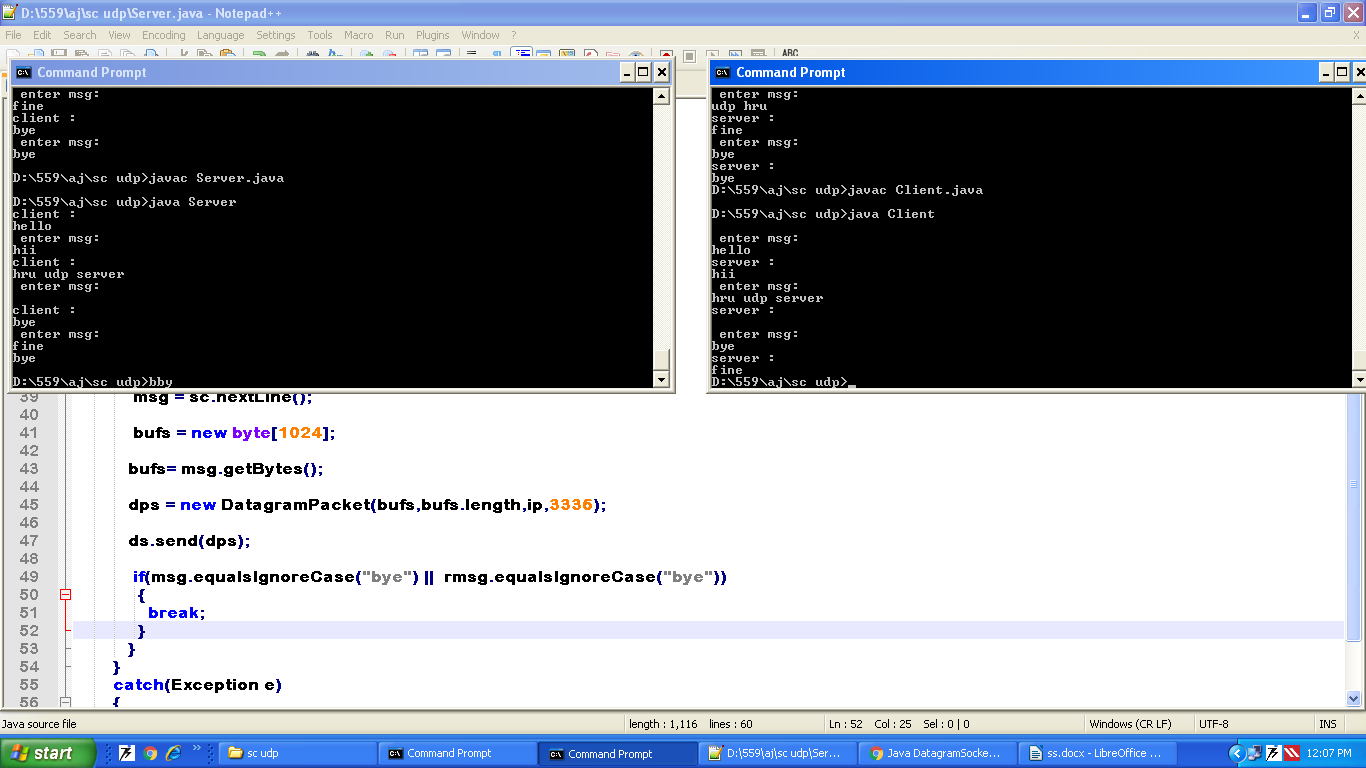 D:\559\aj\sc udp\Server.java - Notepad++
File Edit Search View Encoding Language Settings Tools Macro Run Plugins Window ? X
ABC
Command Prompt
enter msg:
fine
client :
bye
enter msg:
bye
D:\559\aj\sc udp>javac Server.java
D:\559\aj\sc udp>java Server
client :
hello
enter msg:
hii
client :
hru udp server
enter msg:
client :
bye
enter msg:
fine
bye
D:\559\aj\sc udp>bby
Command Prompt
enter msg:
udp hru
server :
fine
enter msg:
bye
server :
bye
D:\559\aj\sc udp>javac Client.java
D:\559\aj\sc udp>java Client
enter msg:
hello
server :
hii
enter msg:
hru udp server
server :
enter msg:
bye
server :
fine
D:\559\aj\sc udp>_
39 msg = sc.nextLine();
40
41 bufs = new byte[1024];
42
43 bufs= msg.getBytes();
44
45 dps = new DatagramPacket(bufs,bufs.length,ip,3336);
46
47 ds.send(dps);
48
49 if(msg.equalsIgnoreCase("bye") || rmsg.equalsIgnoreCase("bye"))
50 {
51 break;
52 }
53 }
54 }
55 catch(Exception e)
56 {
Java source file length : 1,116 lines : 60 Ln : 52 Col : 25 Sel : 0 | 0 Windows (CR LF) UTF-8 INS
start » sc udp Command Prompt Command Prompt D:\559\aj\sc udp\Ser... Java DatagramSocke... ss.docx - LibreOffice ... 12:07 PM